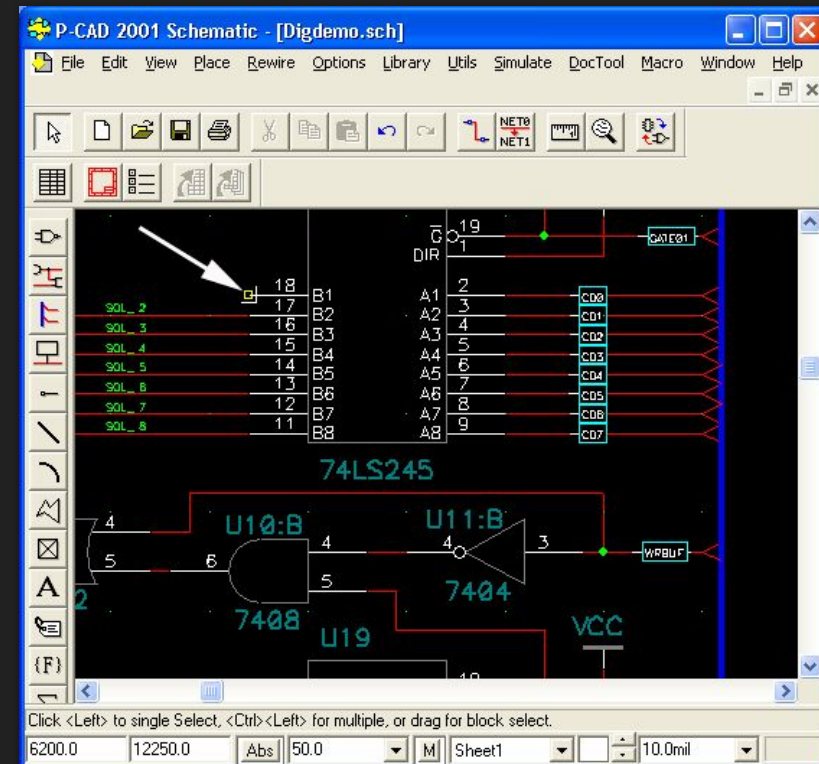 P-CAD 2001 Schematic - [Digdemo.sch]
File Edit View Place Rewire Options Library Utils Simulate DocTool Macro Window Help
NET0
NET1
G 19
DIR 1
GATE01
18 B1 A1 2 CD0
SOL_2 17 B2 A2 3 CD1
SOL_3 16 B3 A3 4 CD2
SOL_4 15 B4 A4 5 CD3
SOL_5 14 B5 A5 6 CD4
SOL_6 13 B6 A6 7 CD5
SOL_7 12 B7 A7 8 CD6
SOL_8 11 B8 A8 9 CD7
74LS245
4 U10:B U11:B
5 6 4 4 3 WRBUF
5
2 7408 7404
A
U19 VCC
{F}
Click <Left> to single Select, <Ctrl><Left> for multiple, or drag for block select.
6200.0 12250.0 Abs 50.0 M Sheet1 10.0mil